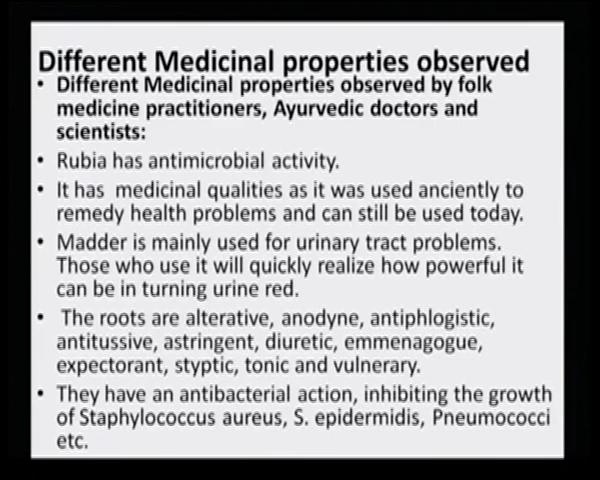 Different Medicinal properties observed
• Different Medicinal properties observed by folk
medicine practitioners, Ayurvedic doctors and
scientists:
• Rubia has antimicrobial activity.
• It has medicinal qualities as it was used anciently to
remedy health problems and can still be used today.
• Madder is mainly used for urinary tract problems.
Those who use it will quickly realize how powerful it
can be in turning urine red.
• The roots are alterative, anodyne, antiphlogistic,
antitussive, astringent, diuretic, emmenagogue,
expectorant, styptic, tonic and vulnerary.
• They have an antibacterial action, inhibiting the growth
of Staphylococcus aureus, S. epidermidis, Pneumococci
etc.